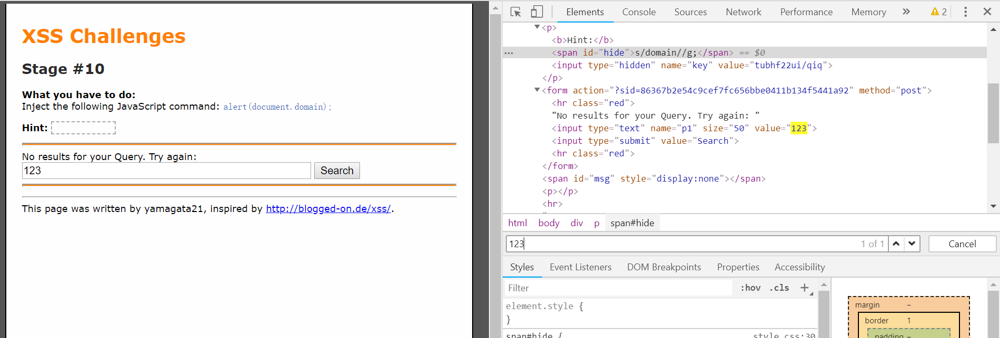 XSS Challenges
Stage #10
What you have to do:
Inject the following JavaScript command: alert(document.domain);
Hint:
No results for your Query. Try again:
123 Search
This page was written by yamagata21, inspired by http://blogged-on.de/xss/.
Elements Console Sources Network Performance Memory » 2
<p>
<b>Hint:</b>
<span id="hide">s/domain//g;</span> == $0
<input type="hidden" name="key" value="tubhf22ui/qiq">
</p>
<form action="?sid=86367b2e54c9cef7fc656bbe0411b134f5441a92" method="post">
<hr class="red">
"No results for your Query. Try again: "
<input type="text" name="p1" size="50" value="123">
<input type="submit" value="Search">
<hr class="red">
</form>
<span id="msg" style="display:none"></span>
<p></p>
<hr>
"
html body div p span#hide
123 1 of 1 Cancel
Styles Event Listeners DOM Breakpoints Properties Accessibility
Filter :hov .cls +
element.style {
}
span#hide { style.css:30
margin –
border 1
padding –